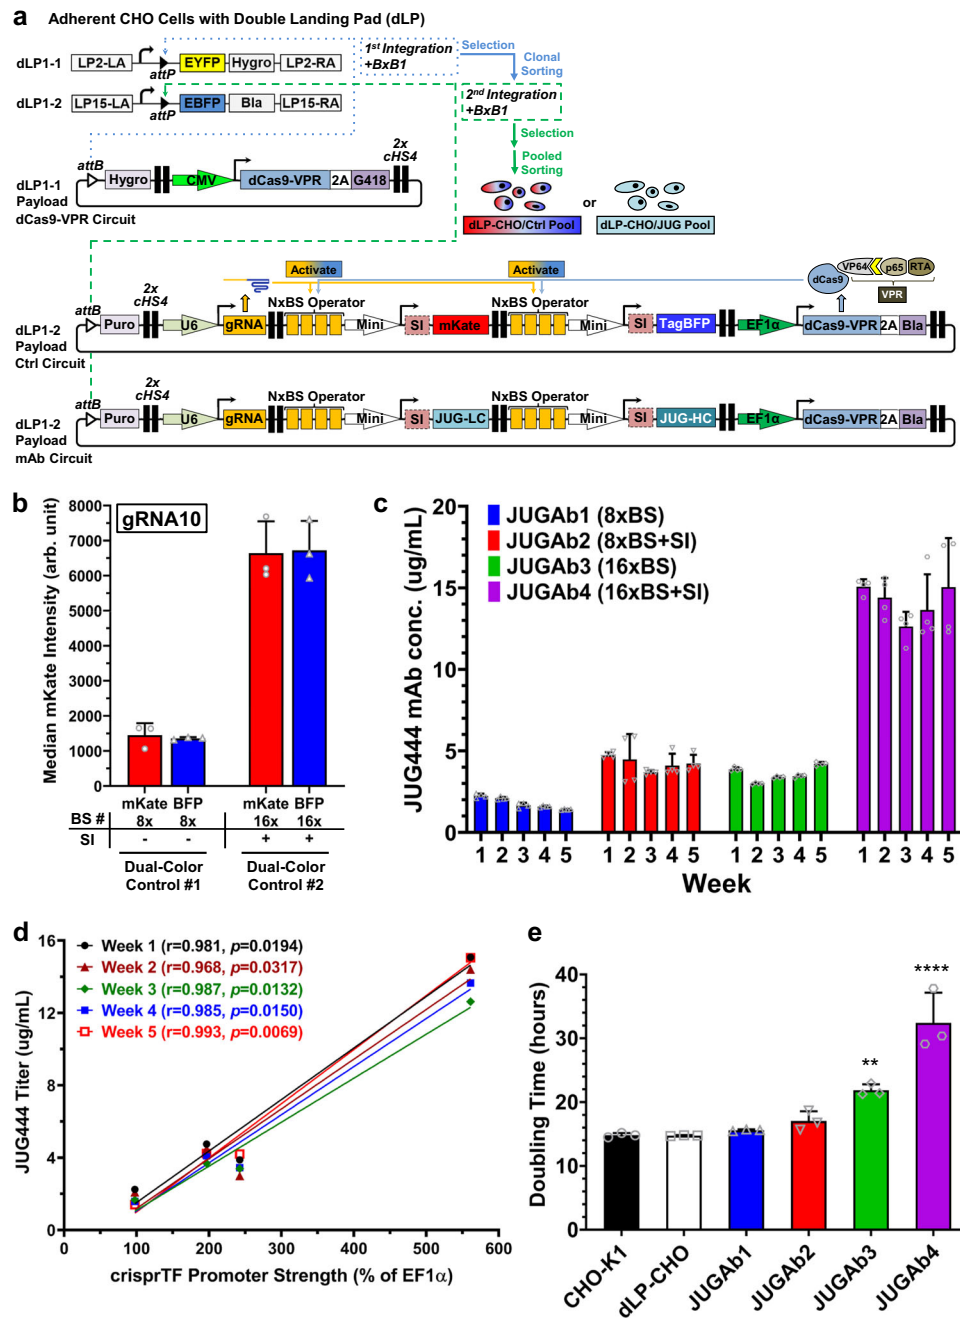 a Adherent CHO Cells with Double Landing Pad (dLP)
dLP1-1 LP2-LA attP EYFP Hygro LP2-RA
1st Integration
+BxB1
Selection
Clonal
Sorting
dLP1-2 LP15-LA attP EBFP Bla LP15-RA
2nd Integration
+BxB1
Selection
Pooled
Sorting
dLP1-1
Payload
dCas9-VPR Circuit
attB Hygro CMV dCas9-VPR 2A G418
2x
cHS4
dLP-CHO/Ctrl Pool or dLP-CHO/JUG Pool
Activate Activate
dCas9 VP64 p65 RTA
VPR
2x
cHS4
NxBS Operator NxBS Operator
attB Puro U6 gRNA Mini SI mKate Mini SI TagBFP EF1α dCas9-VPR 2A Bla
dLP1-2
Payload
Ctrl Circuit
2x
cHS4
NxBS Operator NxBS Operator
attB Puro U6 gRNA Mini SI JUG-LC Mini SI JUG-HC EF1α dCas9-VPR 2A Bla
dLP1-2
Payload
mAb Circuit
b
gRNA10
Median mKate Intensity (arb. unit)
8000
7000
6000
5000
4000
3000
2000
1000
0
mKate BFP mKate BFP
BS # 8x 8x 16x 16x
SI - - + +
Dual-Color
Control #1
Dual-Color
Control #2
c
JUG444 mAb conc. (ug/mL)
20
15
10
5
0
JUGAb1 (8xBS)
JUGAb2 (8xBS+SI)
JUGAb3 (16xBS)
JUGAb4 (16xBS+SI)
1 2 3 4 5 1 2 3 4 5 1 2 3 4 5 1 2 3 4 5
Week
d
JUG444 Titer (ug/mL)
16
12
8
4
0
Week 1 (r=0.981, p=0.0194)
Week 2 (r=0.968, p=0.0317)
Week 3 (r=0.987, p=0.0132)
Week 4 (r=0.985, p=0.0150)
Week 5 (r=0.993, p=0.0069)
0 100 200 300 400 500 600
crisprTF Promoter Strength (% of EF1α)
e
Doubling Time (hours)
40
30
20
10
0
**
****
CHO-K1
dLP-CHO
JUGAb1
JUGAb2
JUGAb3
JUGAb4